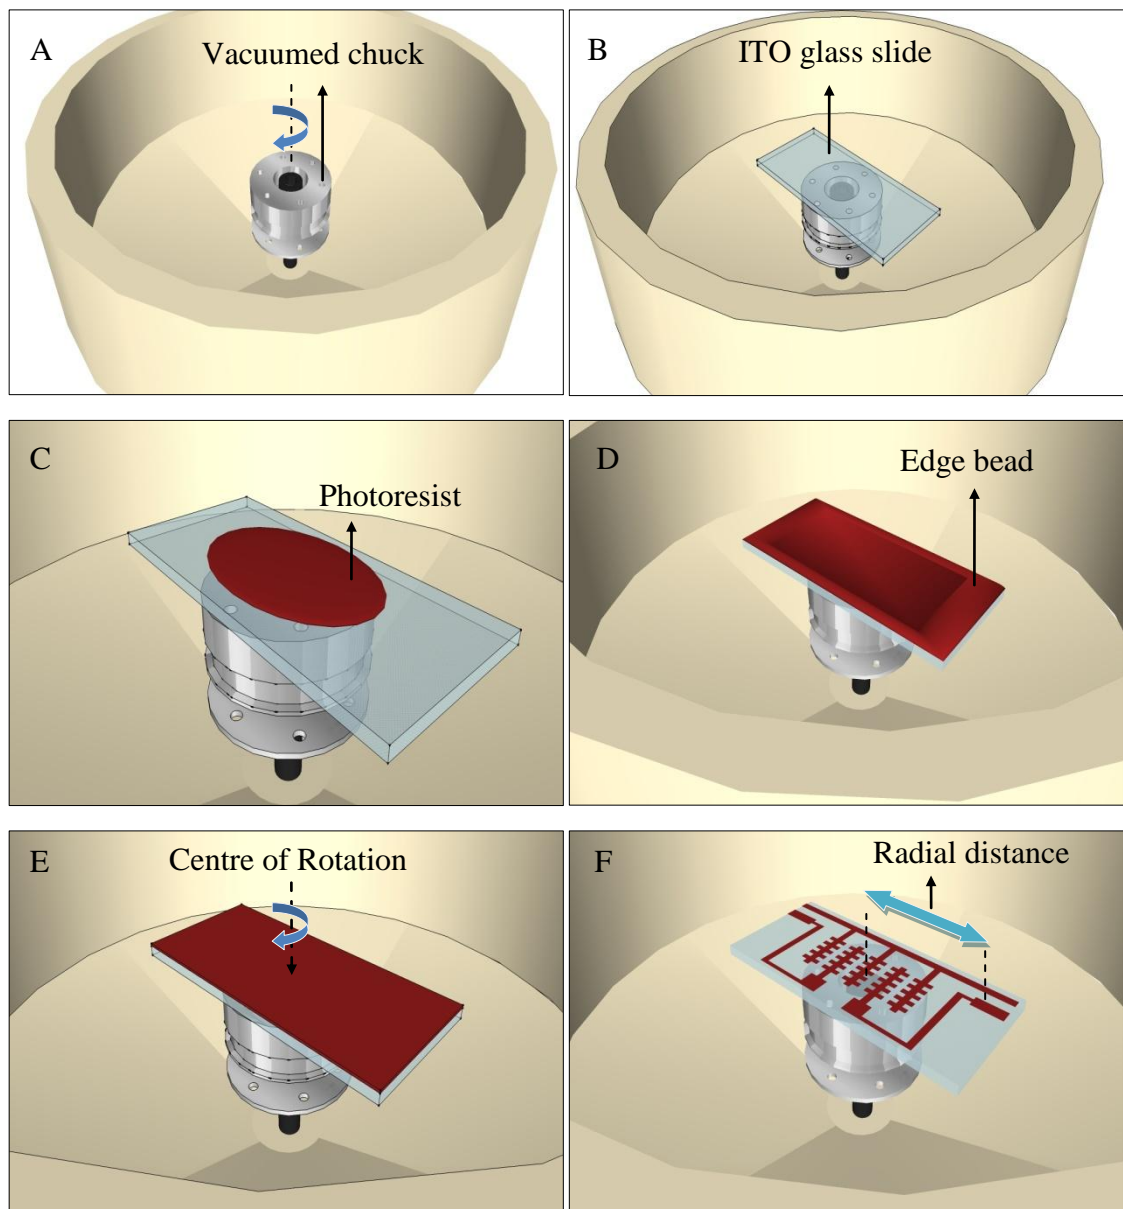 A
Vacuumed chuck
B
ITO glass slide
C
Photoresist
D
Edge bead
E
Centre of Rotation
F
Radial distance